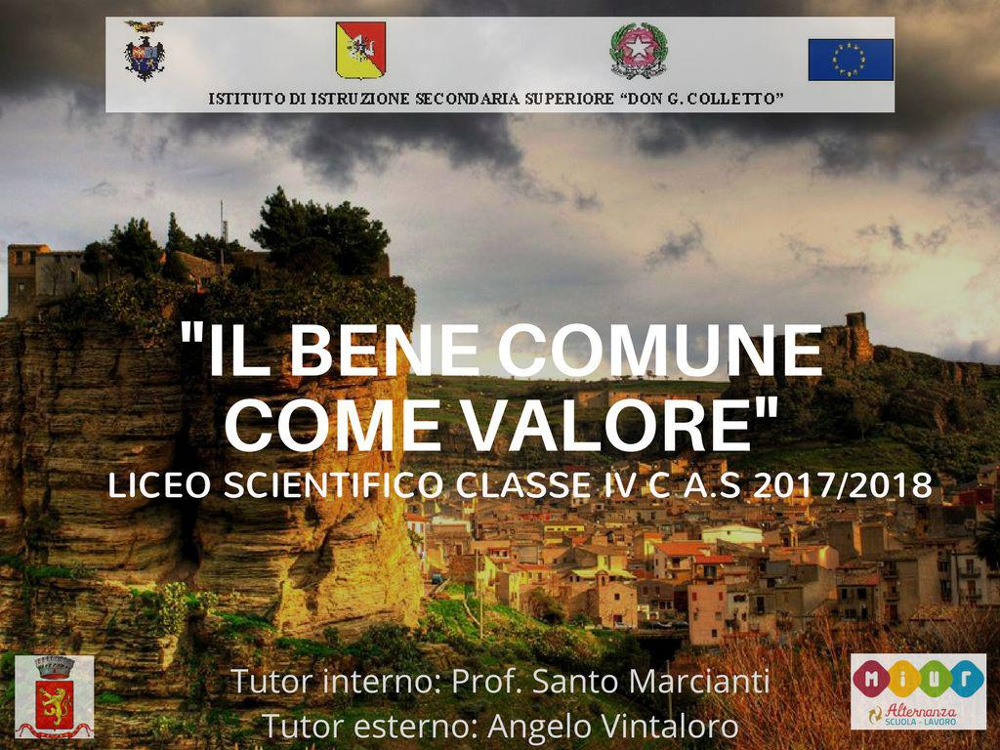 ISTITUTO DI ISTRUZIONE SECONDARIA SUPERIORE “DON G. COLLETTO”
"IL BENE COMUNE
COME VALORE"
LICEO SCIENTIFICO CLASSE IV C A.S 2017/2018
Tutor interno: Prof. Santo Marcianti
Tutor esterno: Angelo Vintaloro
MIUR
Alternanza
SCUOLA - LAVORO